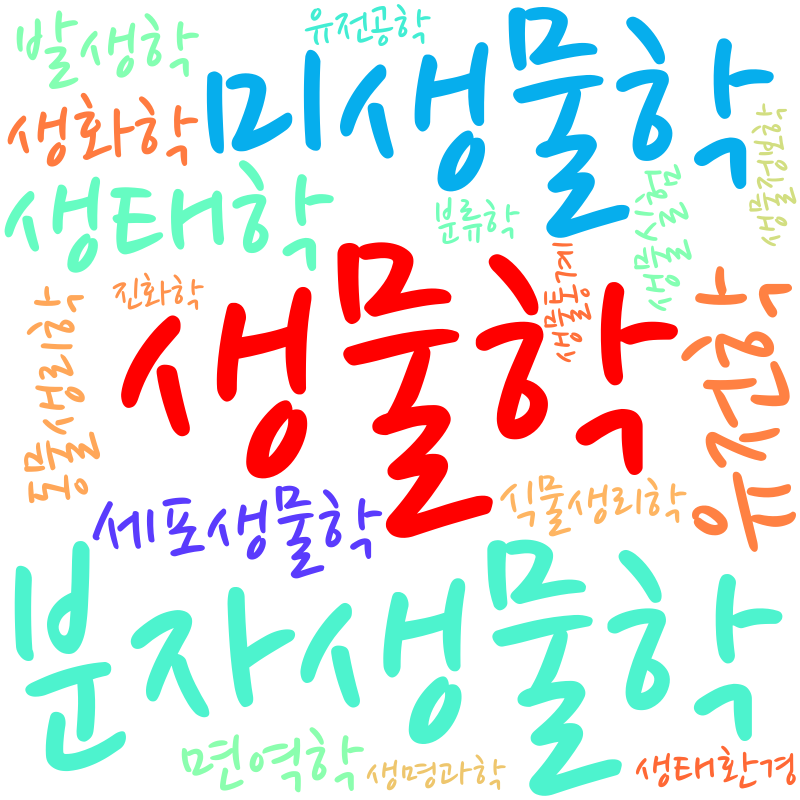 발생학
유전공학
미생물학
생화학
생태학
분류학
생물실험
생물정보학
진화학
생물학
생물통계
유전학
동물생리학
세포생물학
식물생리학
분자생물학
면역학
생명과학
생태환경